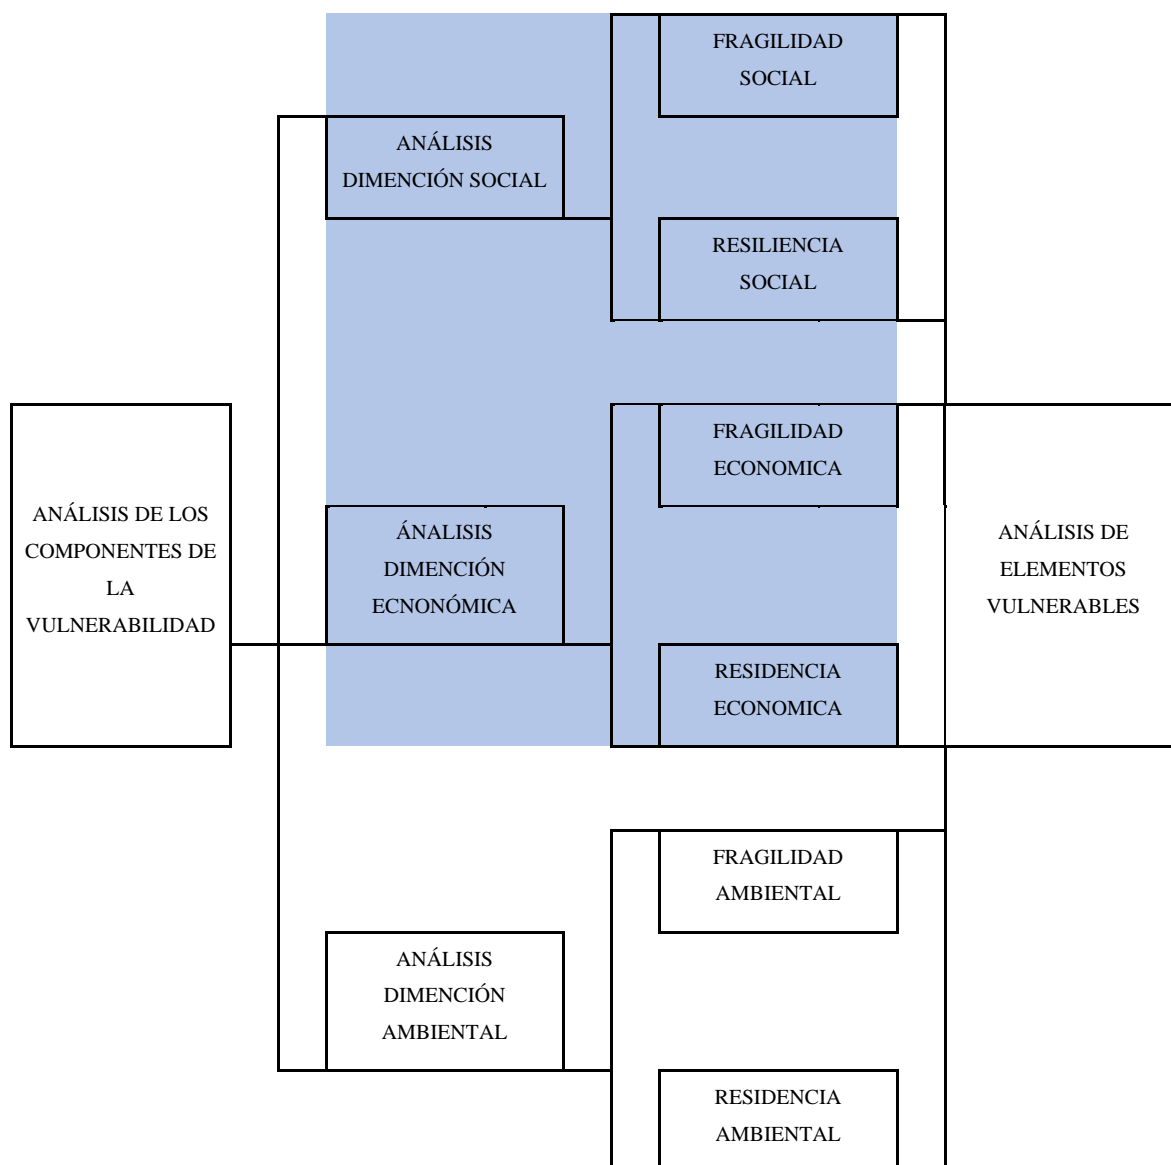 FRAGILIDAD
SOCIAL
ANÁLISIS
DIMENCIÓN SOCIAL
RESILIENCIA
SOCIAL
FRAGILIDAD
ECONOMICA
ANÁLISIS DE LOS
COMPONENTES DE
LA
VULNERABILIDAD
ÁNALISIS
DIMENCIÓN
ECNONÓMICA
ANÁLISIS DE
ELEMENTOS
VULNERABLES
RESIDENCIA
ECONOMICA
FRAGILIDAD
AMBIENTAL
ANÁLISIS
DIMENCIÓN
AMBIENTAL
RESIDENCIA
AMBIENTAL